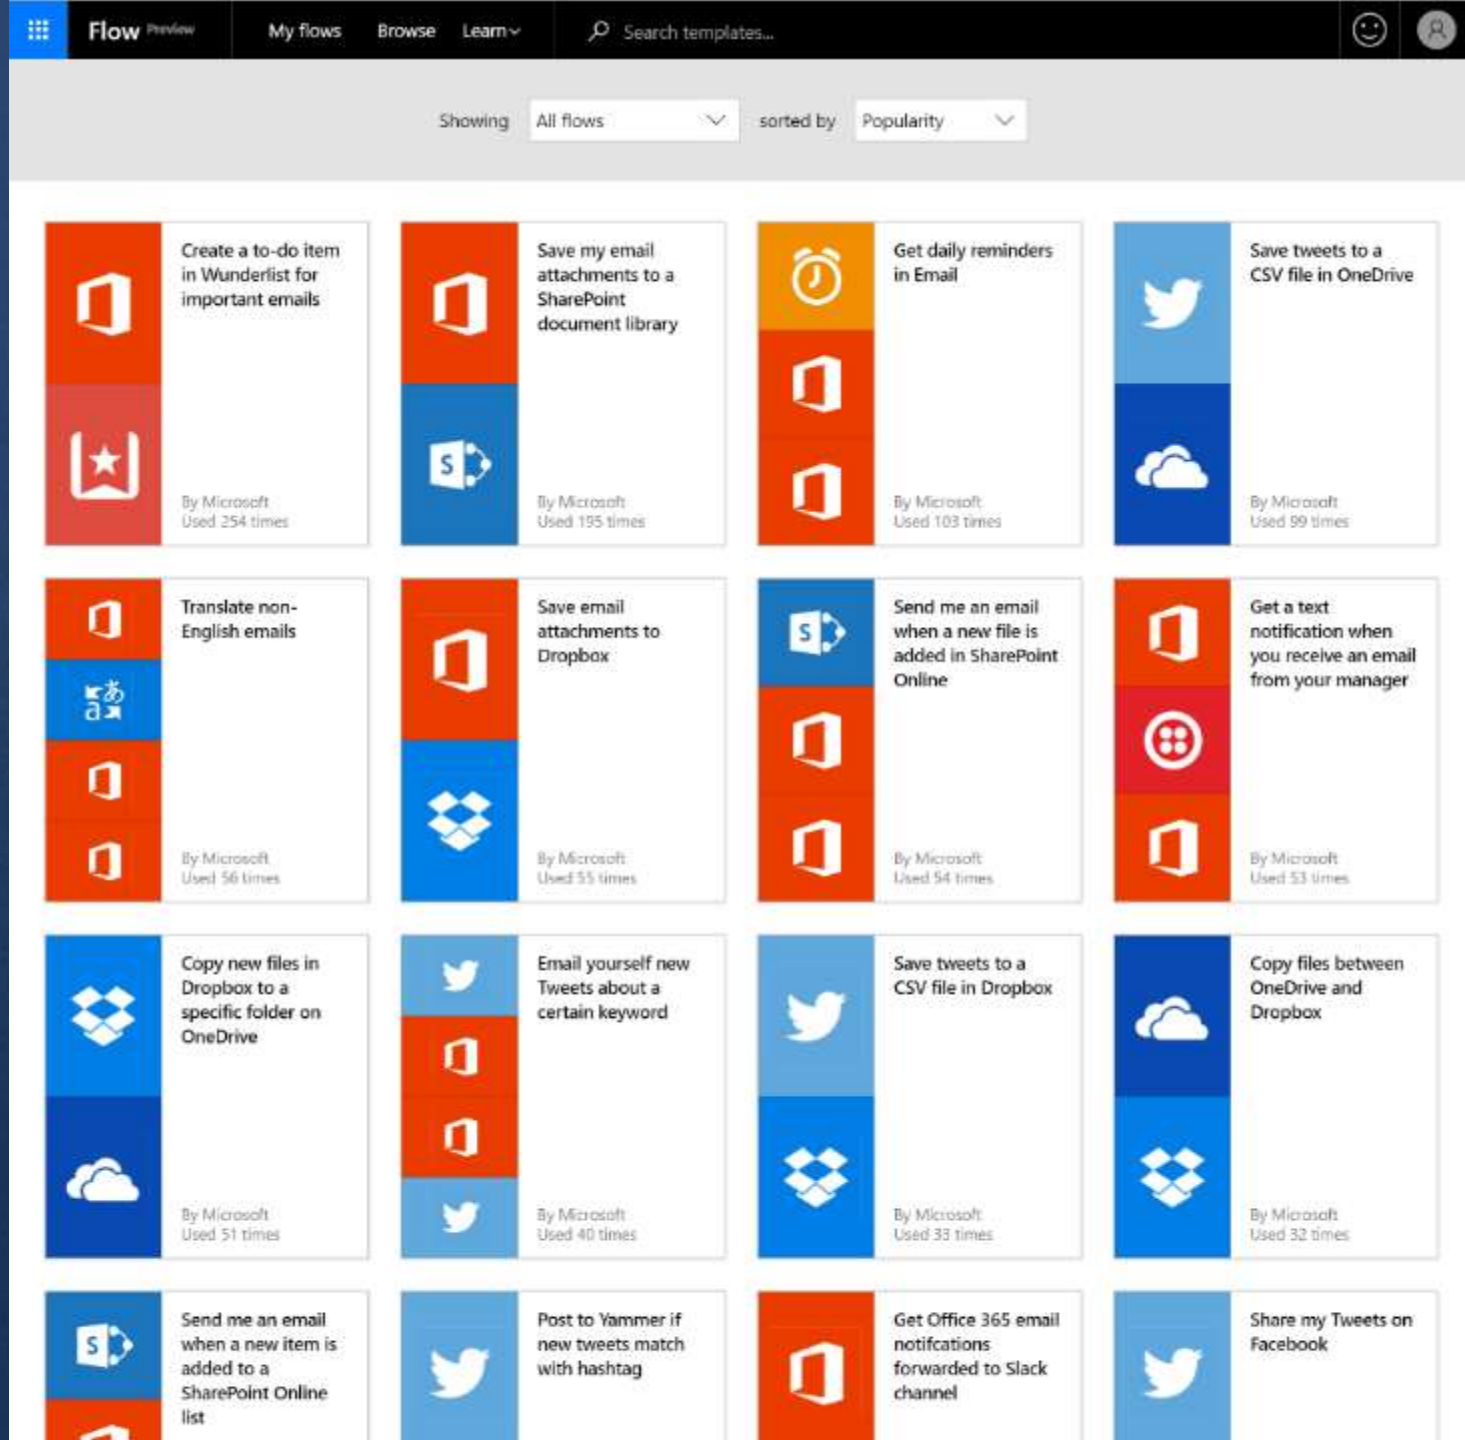 Flow Preview My flows Browse Learn Search templates...
Showing All flows sorted by Popularity
Create a to-do item
in Wunderlist for
important emails
By Microsoft
Used 254 times
Save my email
attachments to a
SharePoint
document library
By Microsoft
Used 195 times
Get daily reminders
in Email
By Microsoft
Used 103 times
Save tweets to a
CSV file in OneDrive
By Microsoft
Used 99 times
Translate non-
English emails
By Microsoft
Used 56 times
Save email
attachments to
Dropbox
By Microsoft
Used 55 times
Send me an email
when a new file is
added in SharePoint
Online
By Microsoft
Used 54 times
Get a text
notification when
you receive an email
from your manager
By Microsoft
Used 53 times
Copy new files in
Dropbox to a
specific folder on
OneDrive
By Microsoft
Used 51 times
Email yourself new
Tweets about a
certain keyword
By Microsoft
Used 40 times
Save tweets to a
CSV file in Dropbox
By Microsoft
Used 33 times
Copy files between
OneDrive and
Dropbox
By Microsoft
Used 32 times
Send me an email
when a new item is
added to a
SharePoint Online
list
Post to Yammer if
new tweets match
with hashtag
Get Office 365 email
notifcations
forwarded to Slack
channel
Share my Tweets on
Facebook